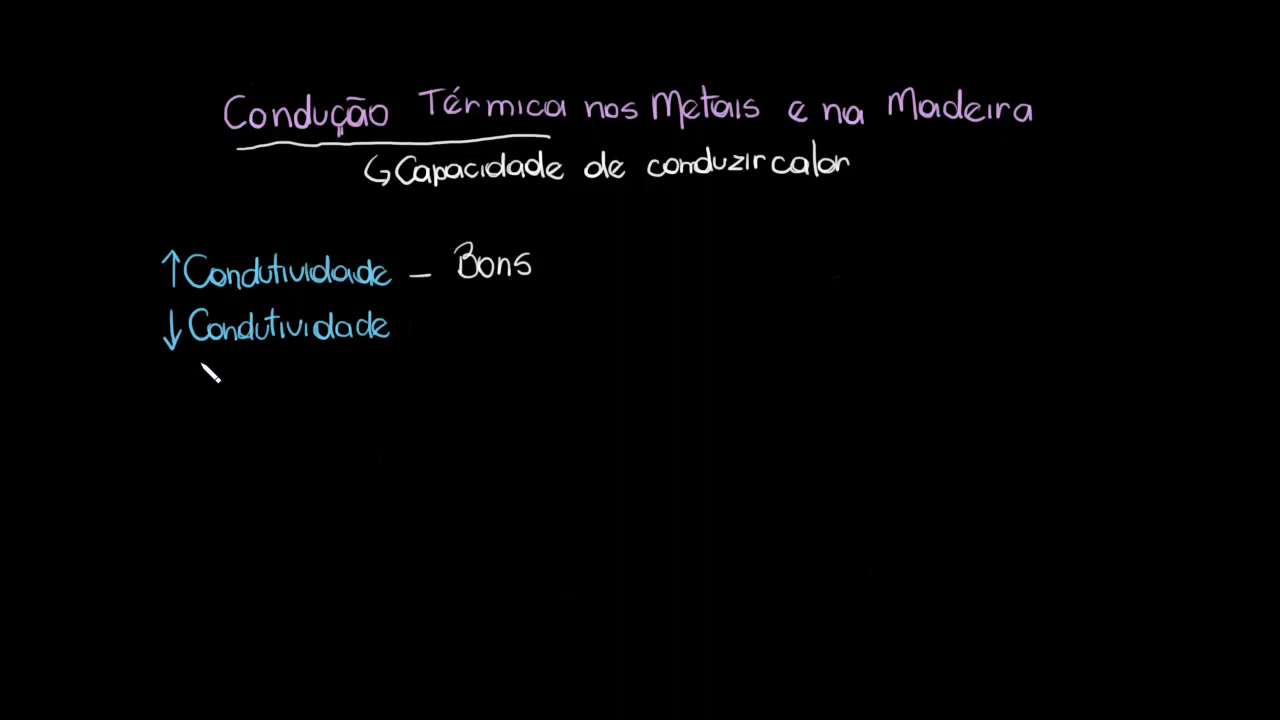 Condução Térmica nos Metais e na Madeira
↳ Capacidade de conduzir calor
↑ Condutividade - Bons
↓ Condutividade